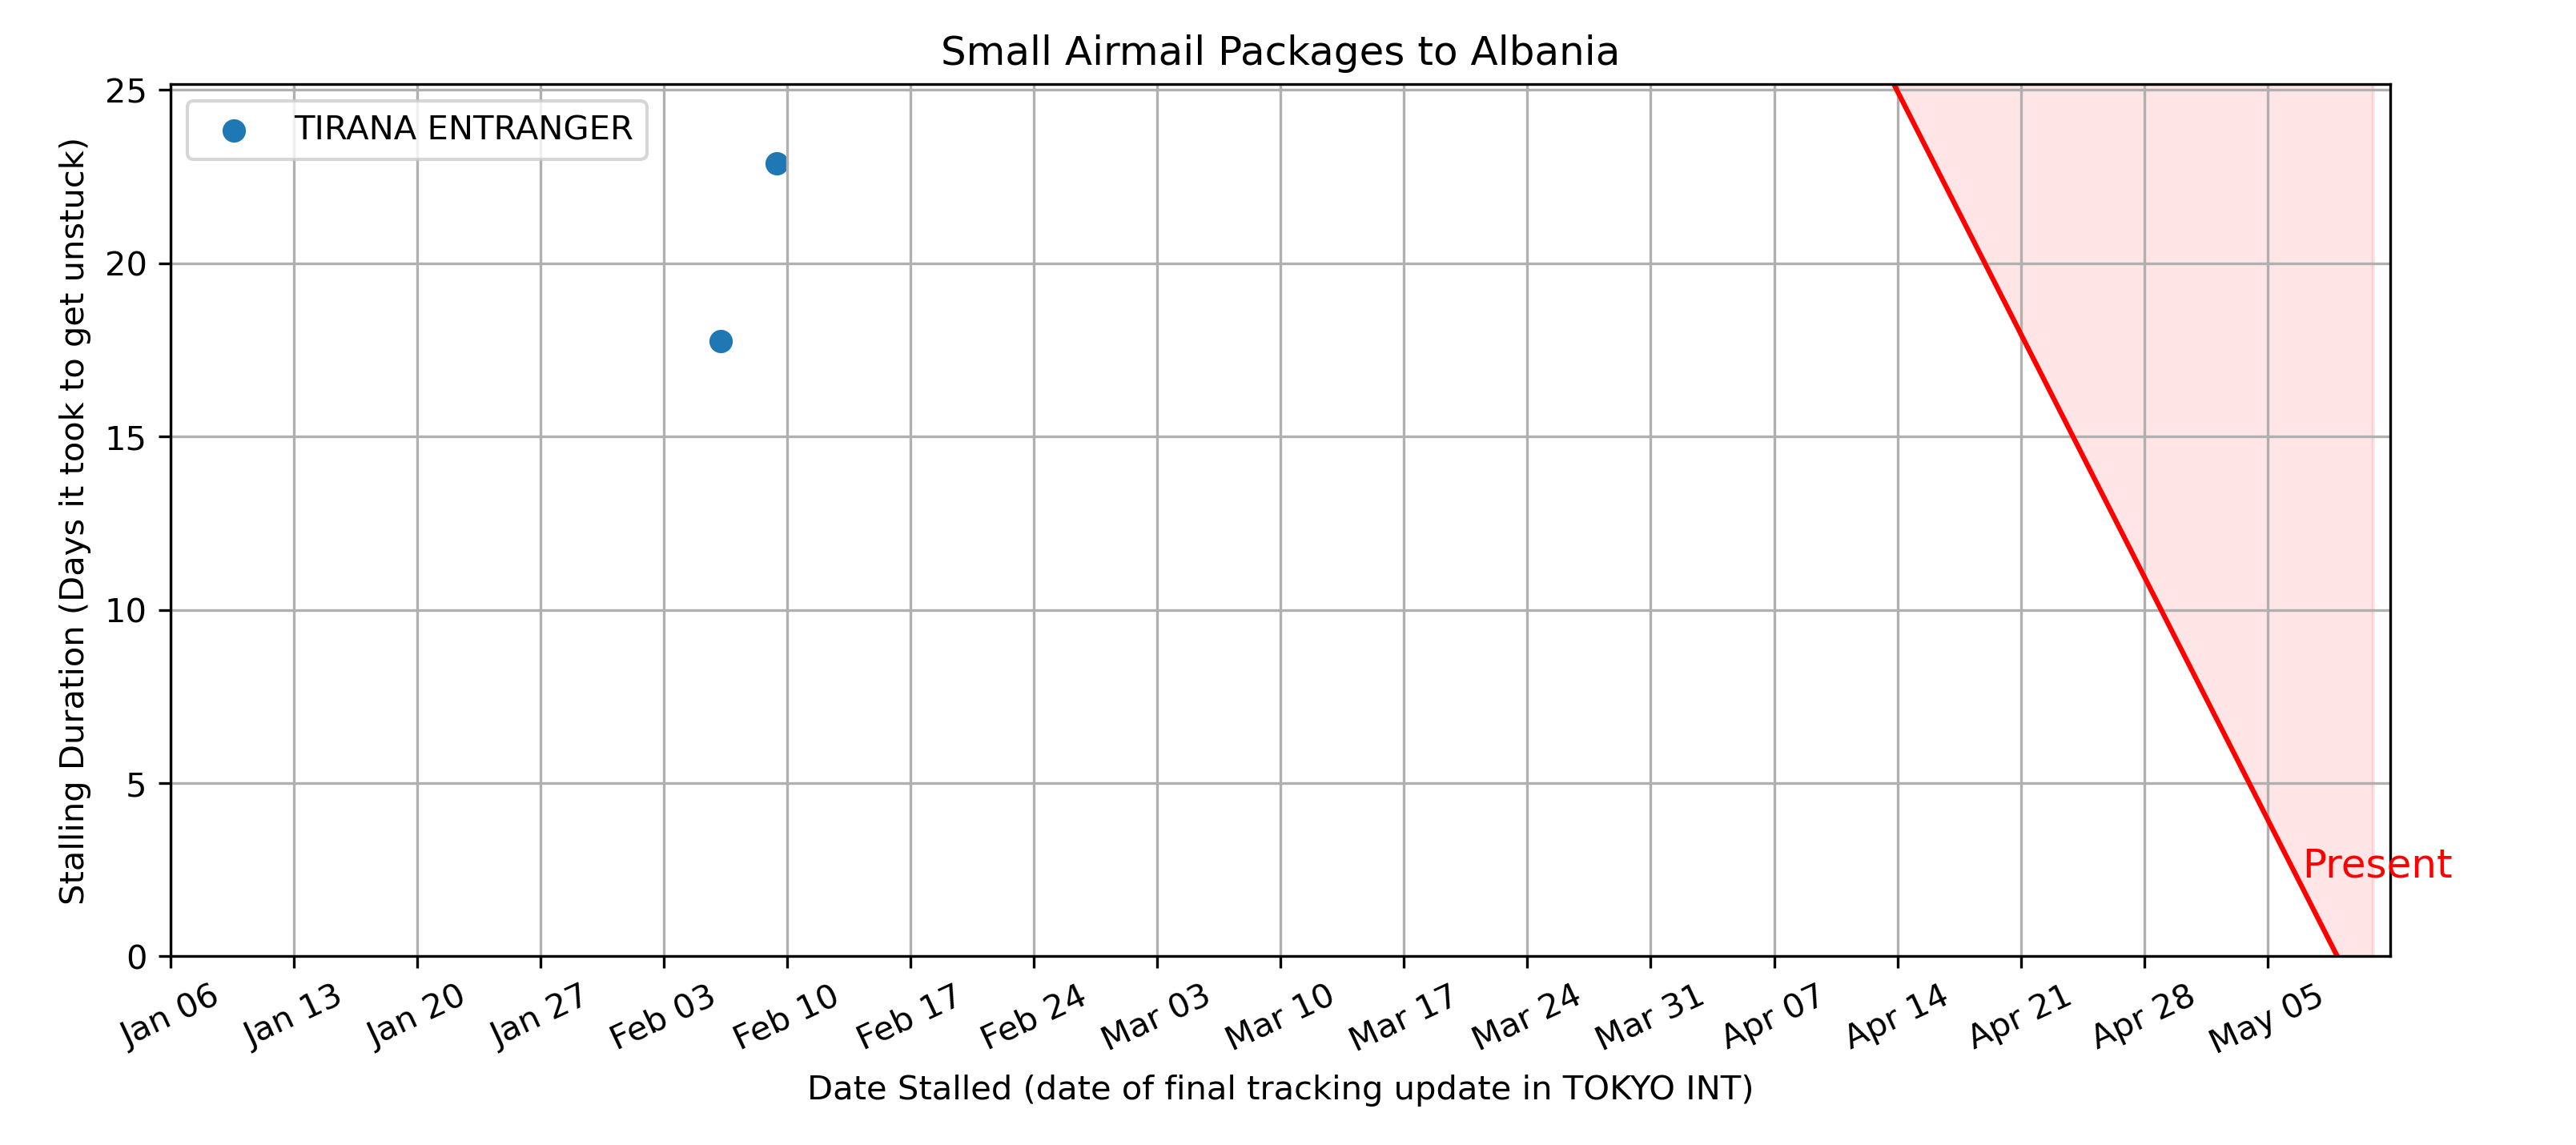 Small Airmail Packages to Albania
TIRANA ENTRANGER
Stalling Duration (Days it took to get unstuck)
25
20
15
10
5
0
Present
Jan 06
Jan 13
Jan 20
Jan 27
Feb 03
Feb 10
Feb 17
Feb 24
Mar 03
Mar 10
Mar 17
Mar 24
Mar 31
Apr 07
Apr 14
Apr 21
Apr 28
May 05
Date Stalled (date of final tracking update in TOKYO INT)